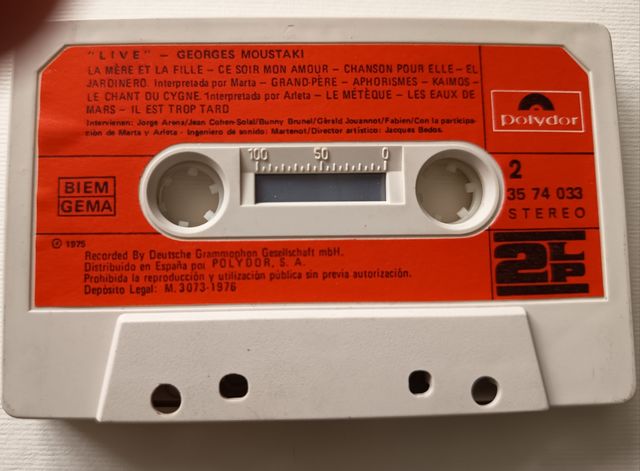 "LIVE" – GEORGES MOUSTAKI
LA MÈRE ET LA FILLE – CE SOIR MON AMOUR – CHANSON POUR ELLE – EL
JARDINERO. Interpretada por Marta – GRAND-PÈRE – APHORISMES – KAIMOS –
LE CHANT DU CYGNE. Interpretada por Arleta – LE MÉTÈQUE – LES EAUX DE
MARS – IL EST TROP TARD
Intervienen: Jorge Arena/Jean Cohen-Solal/Bunny Brunel/Gérald Jouannot/Fabien/Con la participa-
ción de Marta y Arleta - Ingeniero de sonido: Martenot/Director artístico: Jacques Bedos.
polydor
100 50 0
BIEM
GEMA
2
35 74 033
STEREO
℗ 1975
Recorded By Deutsche Grammophon Gesellschaft mbH.
Distribuido en España por POLYDOR, S. A.
Prohibida la reproducción y utilización pública sin previa autorización.
Depósito Legal: M. 3073-1976
2 LP